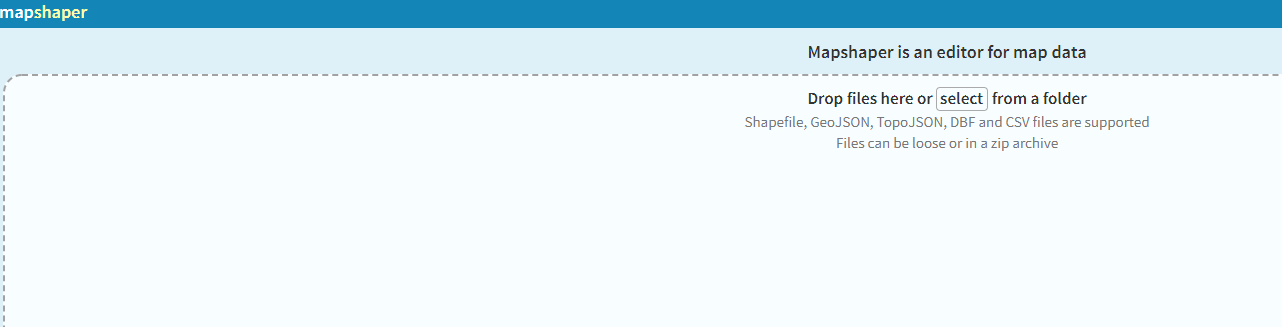 mapshaper
Mapshaper is an editor for map data
Drop files here or select from a folder
Shapefile, GeoJSON, TopoJSON, DBF and CSV files are supported
Files can be loose or in a zip archive